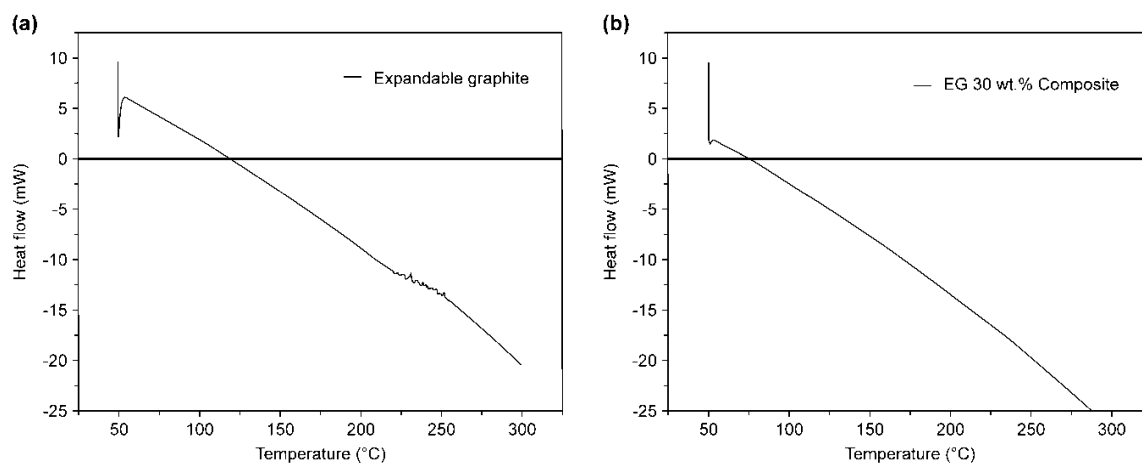 (a)
Expandable graphite
Heat flow (mW)
10
5
0
-5
-10
-15
-20
-25
50 100 150 200 250 300
Temperature (°C)
(b)
EG 30 wt.% Composite
Heat flow (mW)
10
5
0
-5
-10
-15
-20
-25
50 100 150 200 250 300
Temperature (°C)